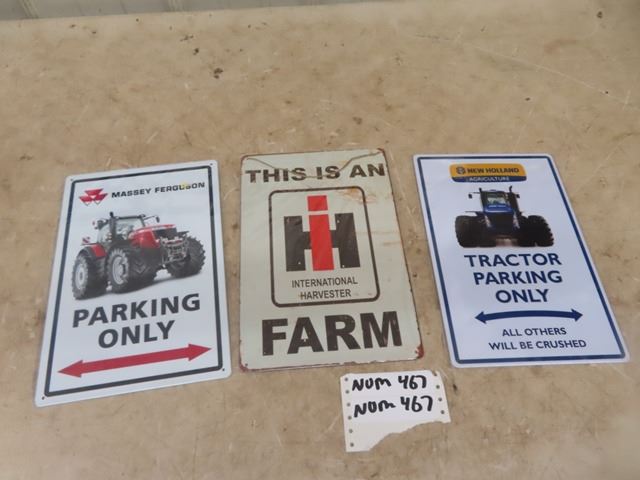 MASSEY FERGUSON
PARKING
ONLY
THIS IS AN
IH
INTERNATIONAL
HARVESTER
FARM
NEW HOLLAND
AGRICULTURE
TRACTOR
PARKING
ONLY
ALL OTHERS
WILL BE CRUSHED
NUM 467
NUM 467